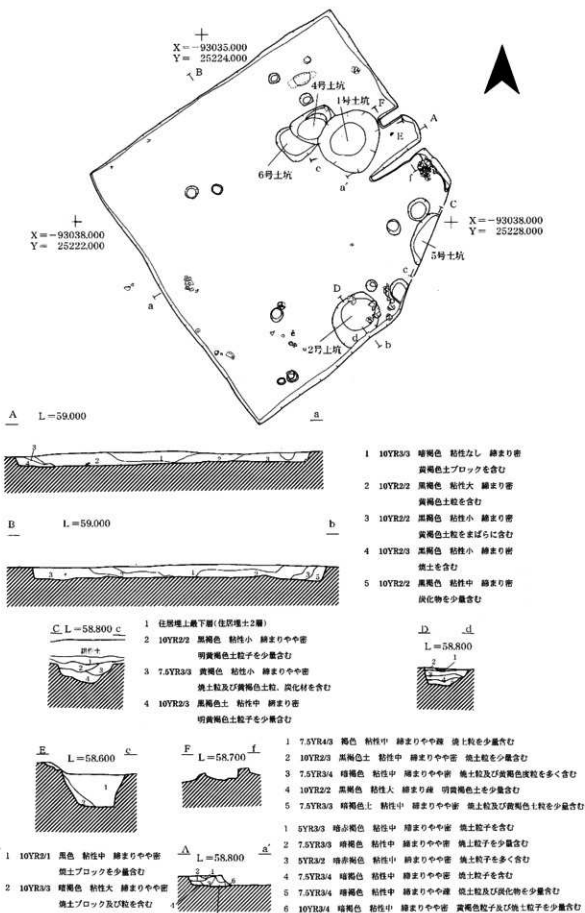 X=-93035.000
Y= 25224.000
B
4号土坑
1号土坑
F
A
E
6号土坑
c
a'
f
C
X=-93038.000
Y= 25222.000
X=-93038.000
Y= 25228.000
5号土坑
c
D
a
d
b
2号土坑
A L=59.000 a
3
4
2
1
2
3
5
1 10YR3/3 暗褐色 粘性なし 締まり密
黄褐色土ブロックを含む
2 10YR2/2 黒褐色 粘性大 締まり密
黄褐色土粒を含む
3 10YR2/2 黒褐色 粘性小 締まり密
黄褐色土粒をまばらに含む
4 10YR2/3 黒褐色 粘性小 締まり密
焼土を含む
5 10YR2/2 黒褐色 粘性中 締まり密
炭化物を少量含む
B L=59.000 b
3
1
3
5
C L=58.800 c
耕作土
1
2
3
4
1 住居埋土最下層(住居埋土2層)
2 10YR2/2 黒褐色 粘性小 締まりやや密
明黄褐色土粒子を少量含む
3 7.5YR3/3 黄褐色 粘性小 締まりやや密
焼土粒及び黄褐色土粒、炭化材を含む
4 10YR2/3 黒褐色土 粘性中 締まり密
明黄褐色土粒子を少量含む
D d
L=58.800
2
1
3
4
E L=58.600 c
1
2
F L=58.700 f
1 7.5YR4/3 褐色 粘性中 締まりやや疎 焼土粒を少量含む
2 10YR2/3 黒褐色土 粘性中 締まりやや密 焼土粒を少量含む
3 7.5YR3/4 暗褐色 粘性中 締まりやや密 焼土粒及び黄褐色度粒を多く含む
4 10YR2/2 黒褐色 粘性大 締まり疎 明黄褐色土を少量含む
5 7.5YR3/3 暗褐色土 粘性中 締まりやや密 焼土粒及び黄褐色土粒を少量含む
1 10YR2/1 黒色 粘性中 締まりやや密
焼土ブロックを少量含む
2 10YR3/3 暗褐色 粘性大 締まりやや密
焼土ブロック及び粒を含む
A L=58.800 a'
1
4
6
1 5YR3/3 暗赤褐色 粘性中 締まりやや密 焼土粒子を含む
2 7.5YR3/3 暗褐色 粘性中 締まりやや密 焼土粒子を少量含む
3 5YR3/2 暗赤褐色 粘性中 締まりやや密 焼土粒子を多く含む
4 7.5YR3/4 暗褐色 粘性中 締まりやや密 焼土粒子を含む
5 7.5YR3/4 暗褐色 粘性中 締まりやや疎 焼土粒及び炭化物を少量含む
6 10YR3/4 暗褐色 粘性中 締まりやや密 黄褐色粒子及び焼土粒子を少量含む